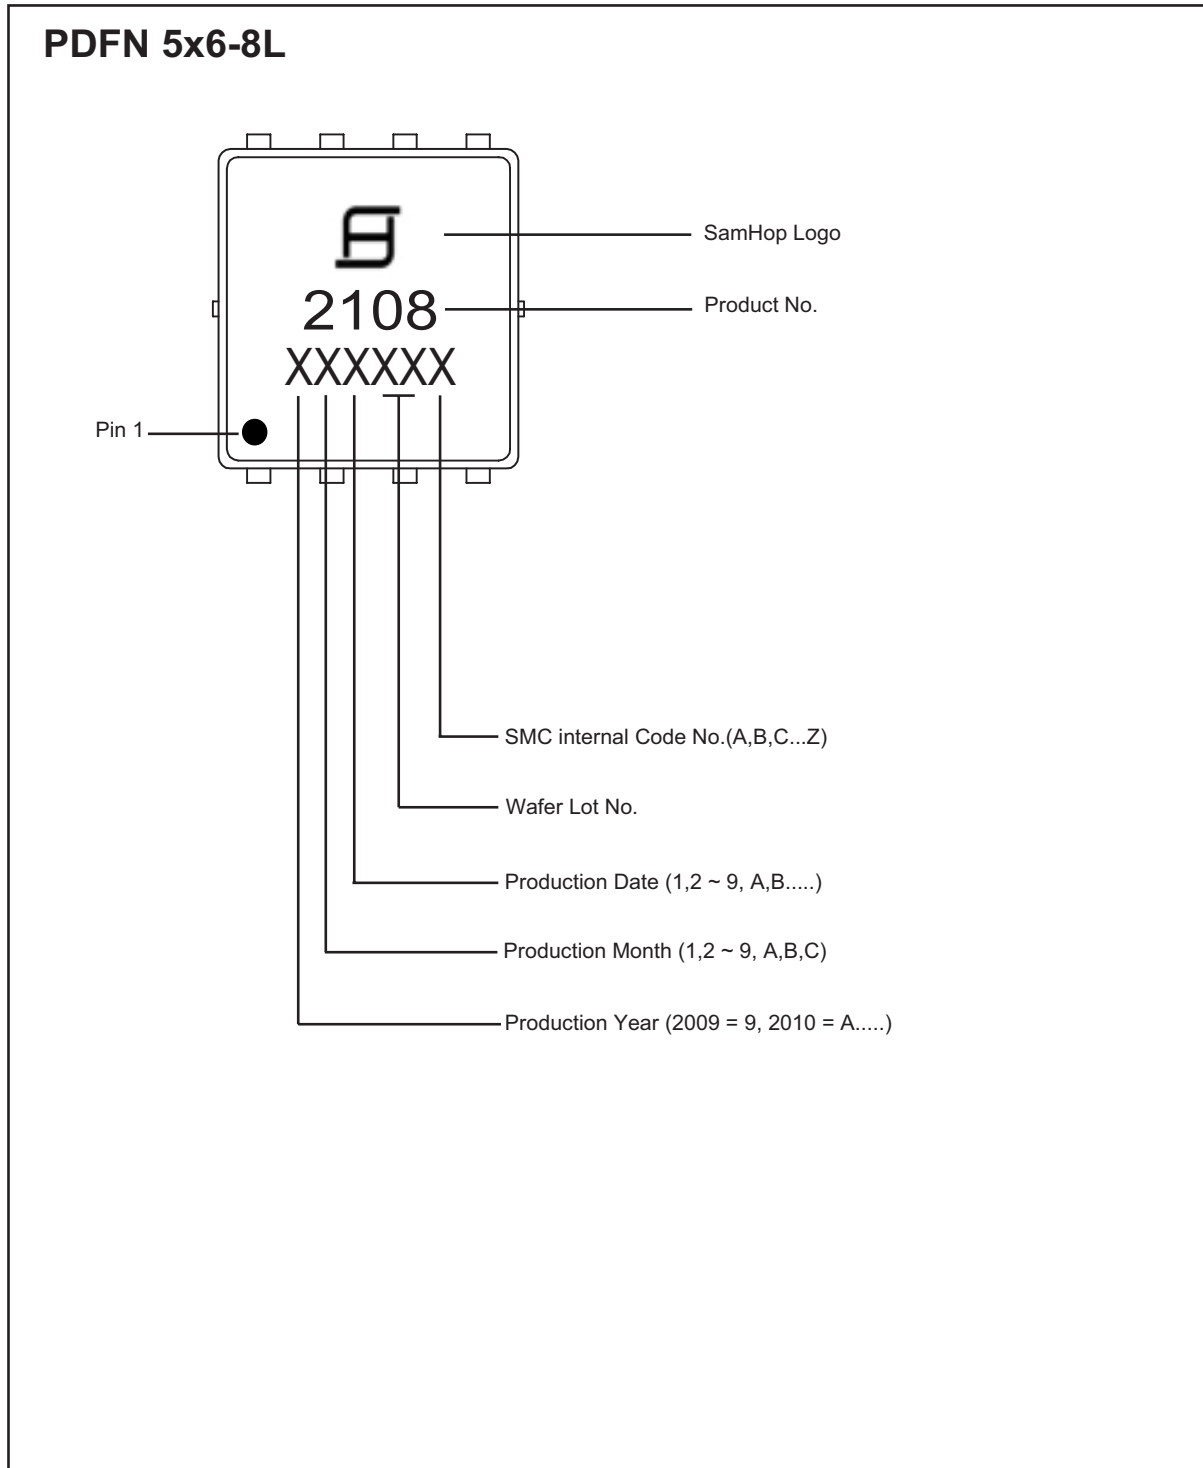 PDFN 5x6-8L
SamHop Logo
2108
Product No.
XXXXXX
Pin 1
SMC internal Code No.(A,B,C...Z)
Wafer Lot No.
Production Date (1,2 ~ 9, A,B.....)
Production Month (1,2 ~ 9, A,B,C)
Production Year (2009 = 9, 2010 = A.....)